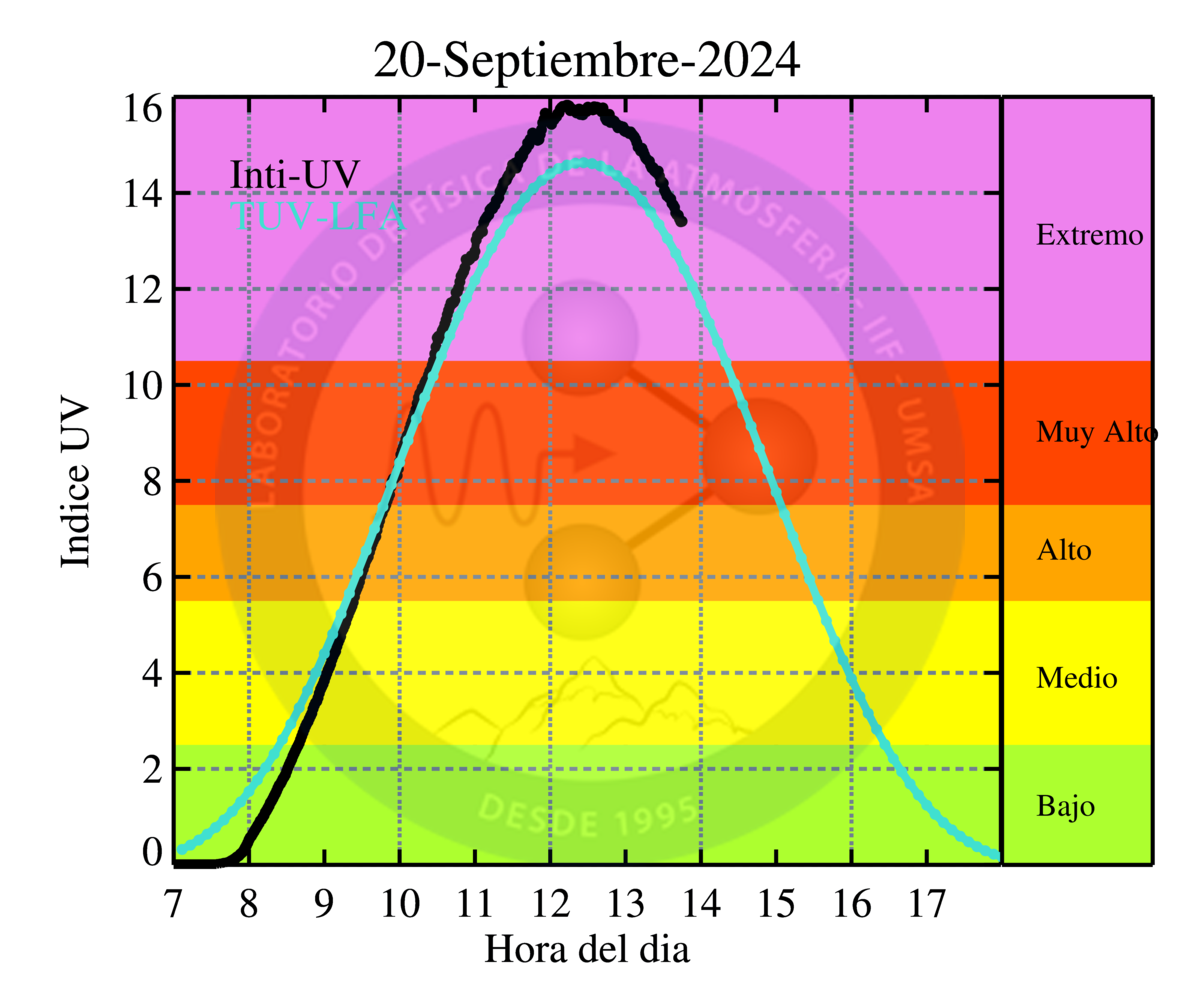 20-Septiembre-2024
16
14
12
10
8
6
4
2
0
Indice UV
Inti-UV
TUV-LFA
LABORATORIO DE FÍSICA DE LA ATMÓSFERA - IIF - UMSA
DESDE 1995
Extremo
Muy Alto
Alto
Medio
Bajo
7 8 9 10 11 12 13 14 15 16 17
Hora del dia